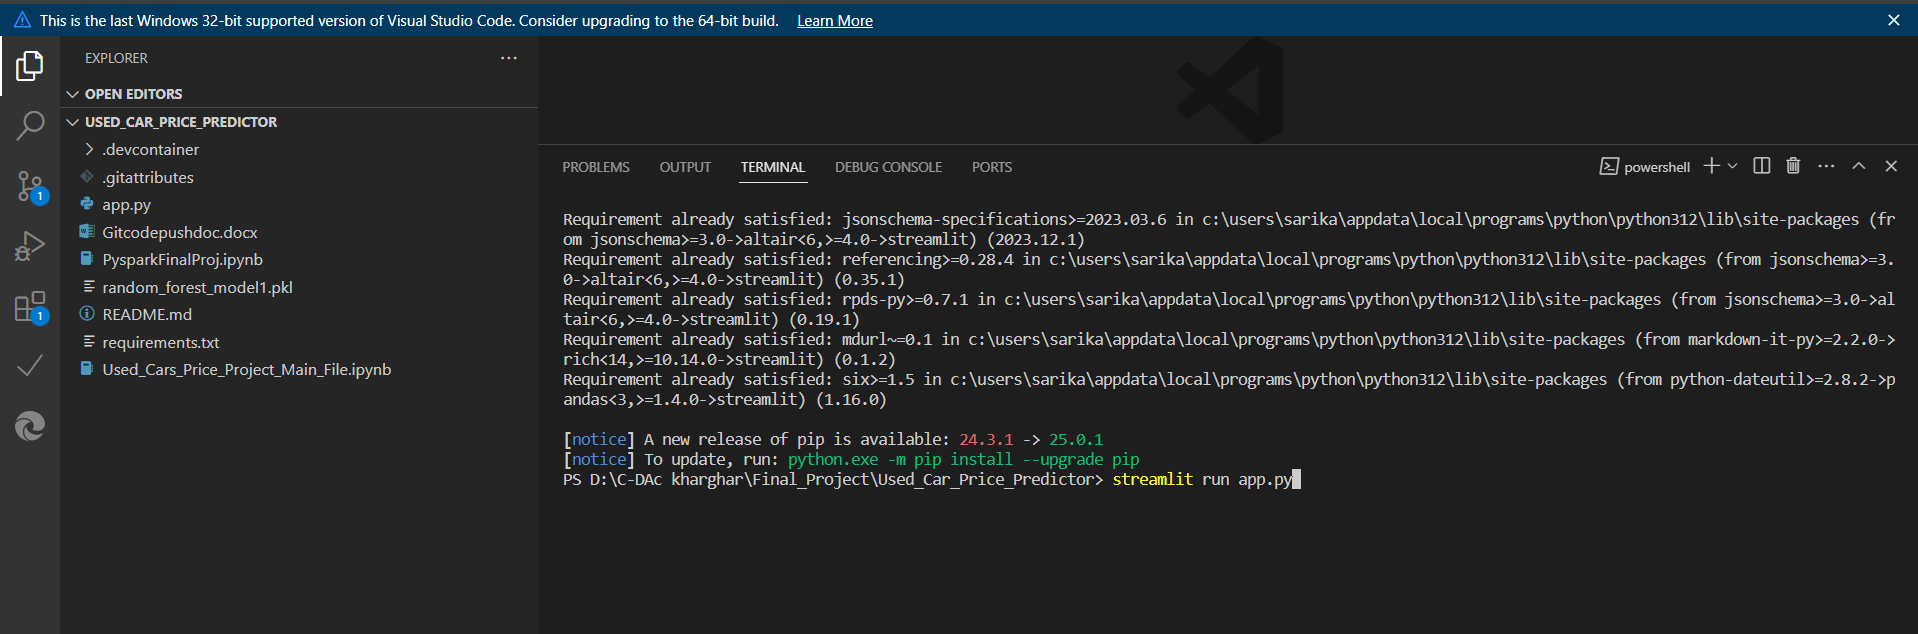 This is the last Windows 32-bit supported version of Visual Studio Code. Consider upgrading to the 64-bit build. Learn More
EXPLORER
OPEN EDITORS
USED_CAR_PRICE_PREDICTOR
.devcontainer
.gitattributes
app.py
Gitcodepushdoc.docx
PysparkFinalProj.ipynb
random_forest_model1.pkl
README.md
requirements.txt
Used_Cars_Price_Project_Main_File.ipynb
1
1
PROBLEMS OUTPUT TERMINAL DEBUG CONSOLE PORTS
powershell
Requirement already satisfied: jsonschema-specifications>=2023.03.6 in c:\users\sarika\appdata\local\programs\python\python312\lib\site-packages (fr
om jsonschema>=3.0->altair<6,>=4.0->streamlit) (2023.12.1)
Requirement already satisfied: referencing>=0.28.4 in c:\users\sarika\appdata\local\programs\python\python312\lib\site-packages (from jsonschema>=3.
0->altair<6,>=4.0->streamlit) (0.35.1)
Requirement already satisfied: rpds-py>=0.7.1 in c:\users\sarika\appdata\local\programs\python\python312\lib\site-packages (from jsonschema>=3.0->al
tair<6,>=4.0->streamlit) (0.19.1)
Requirement already satisfied: mdurl~=0.1 in c:\users\sarika\appdata\local\programs\python\python312\lib\site-packages (from markdown-it-py>=2.2.0->
rich<14,>=10.14.0->streamlit) (0.1.2)
Requirement already satisfied: six>=1.5 in c:\users\sarika\appdata\local\programs\python\python312\lib\site-packages (from python-dateutil>=2.8.2->p
andas<3,>=1.4.0->streamlit) (1.16.0)
[notice] A new release of pip is available: 24.3.1 -> 25.0.1
[notice] To update, run: python.exe -m pip install --upgrade pip
PS D:\C-DAc kharghar\Final_Project\Used_Car_Price_Predictor> streamlit run app.py